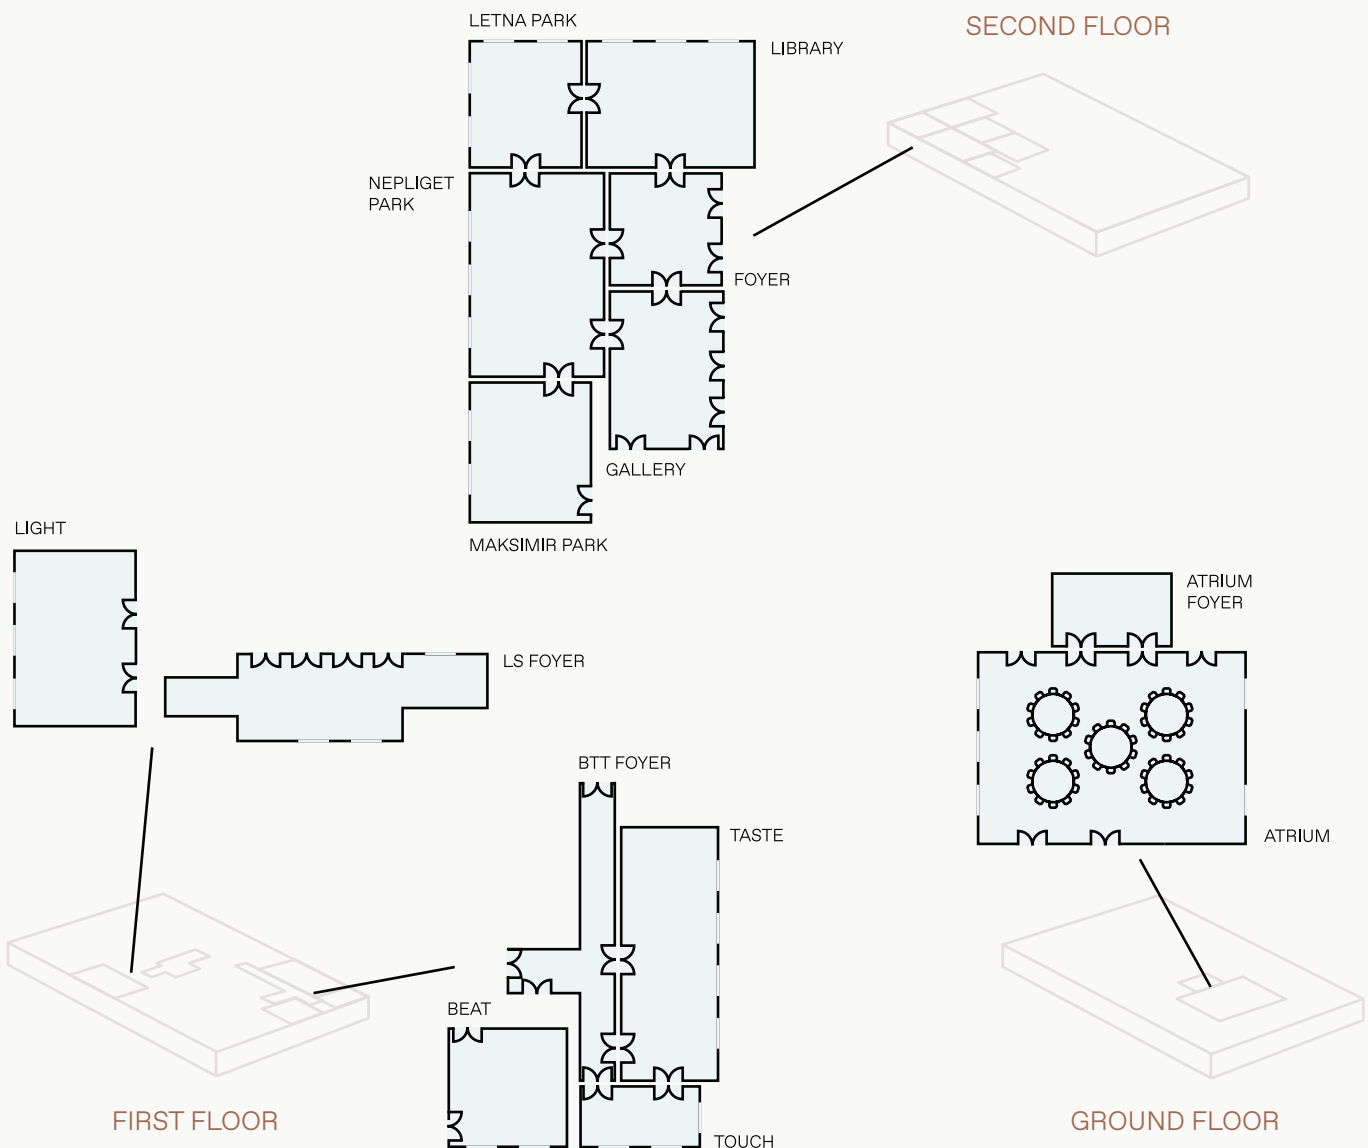 LETNA PARK
SECOND FLOOR
LIBRARY
NEPLIGET
PARK
FOYER
GALLERY
MAKSIMIR PARK
LIGHT
LS FOYER
ATRIUM
FOYER
BTT FOYER
TASTE
ATRIUM
BEAT
FIRST FLOOR
GROUND FLOOR
TOUCH